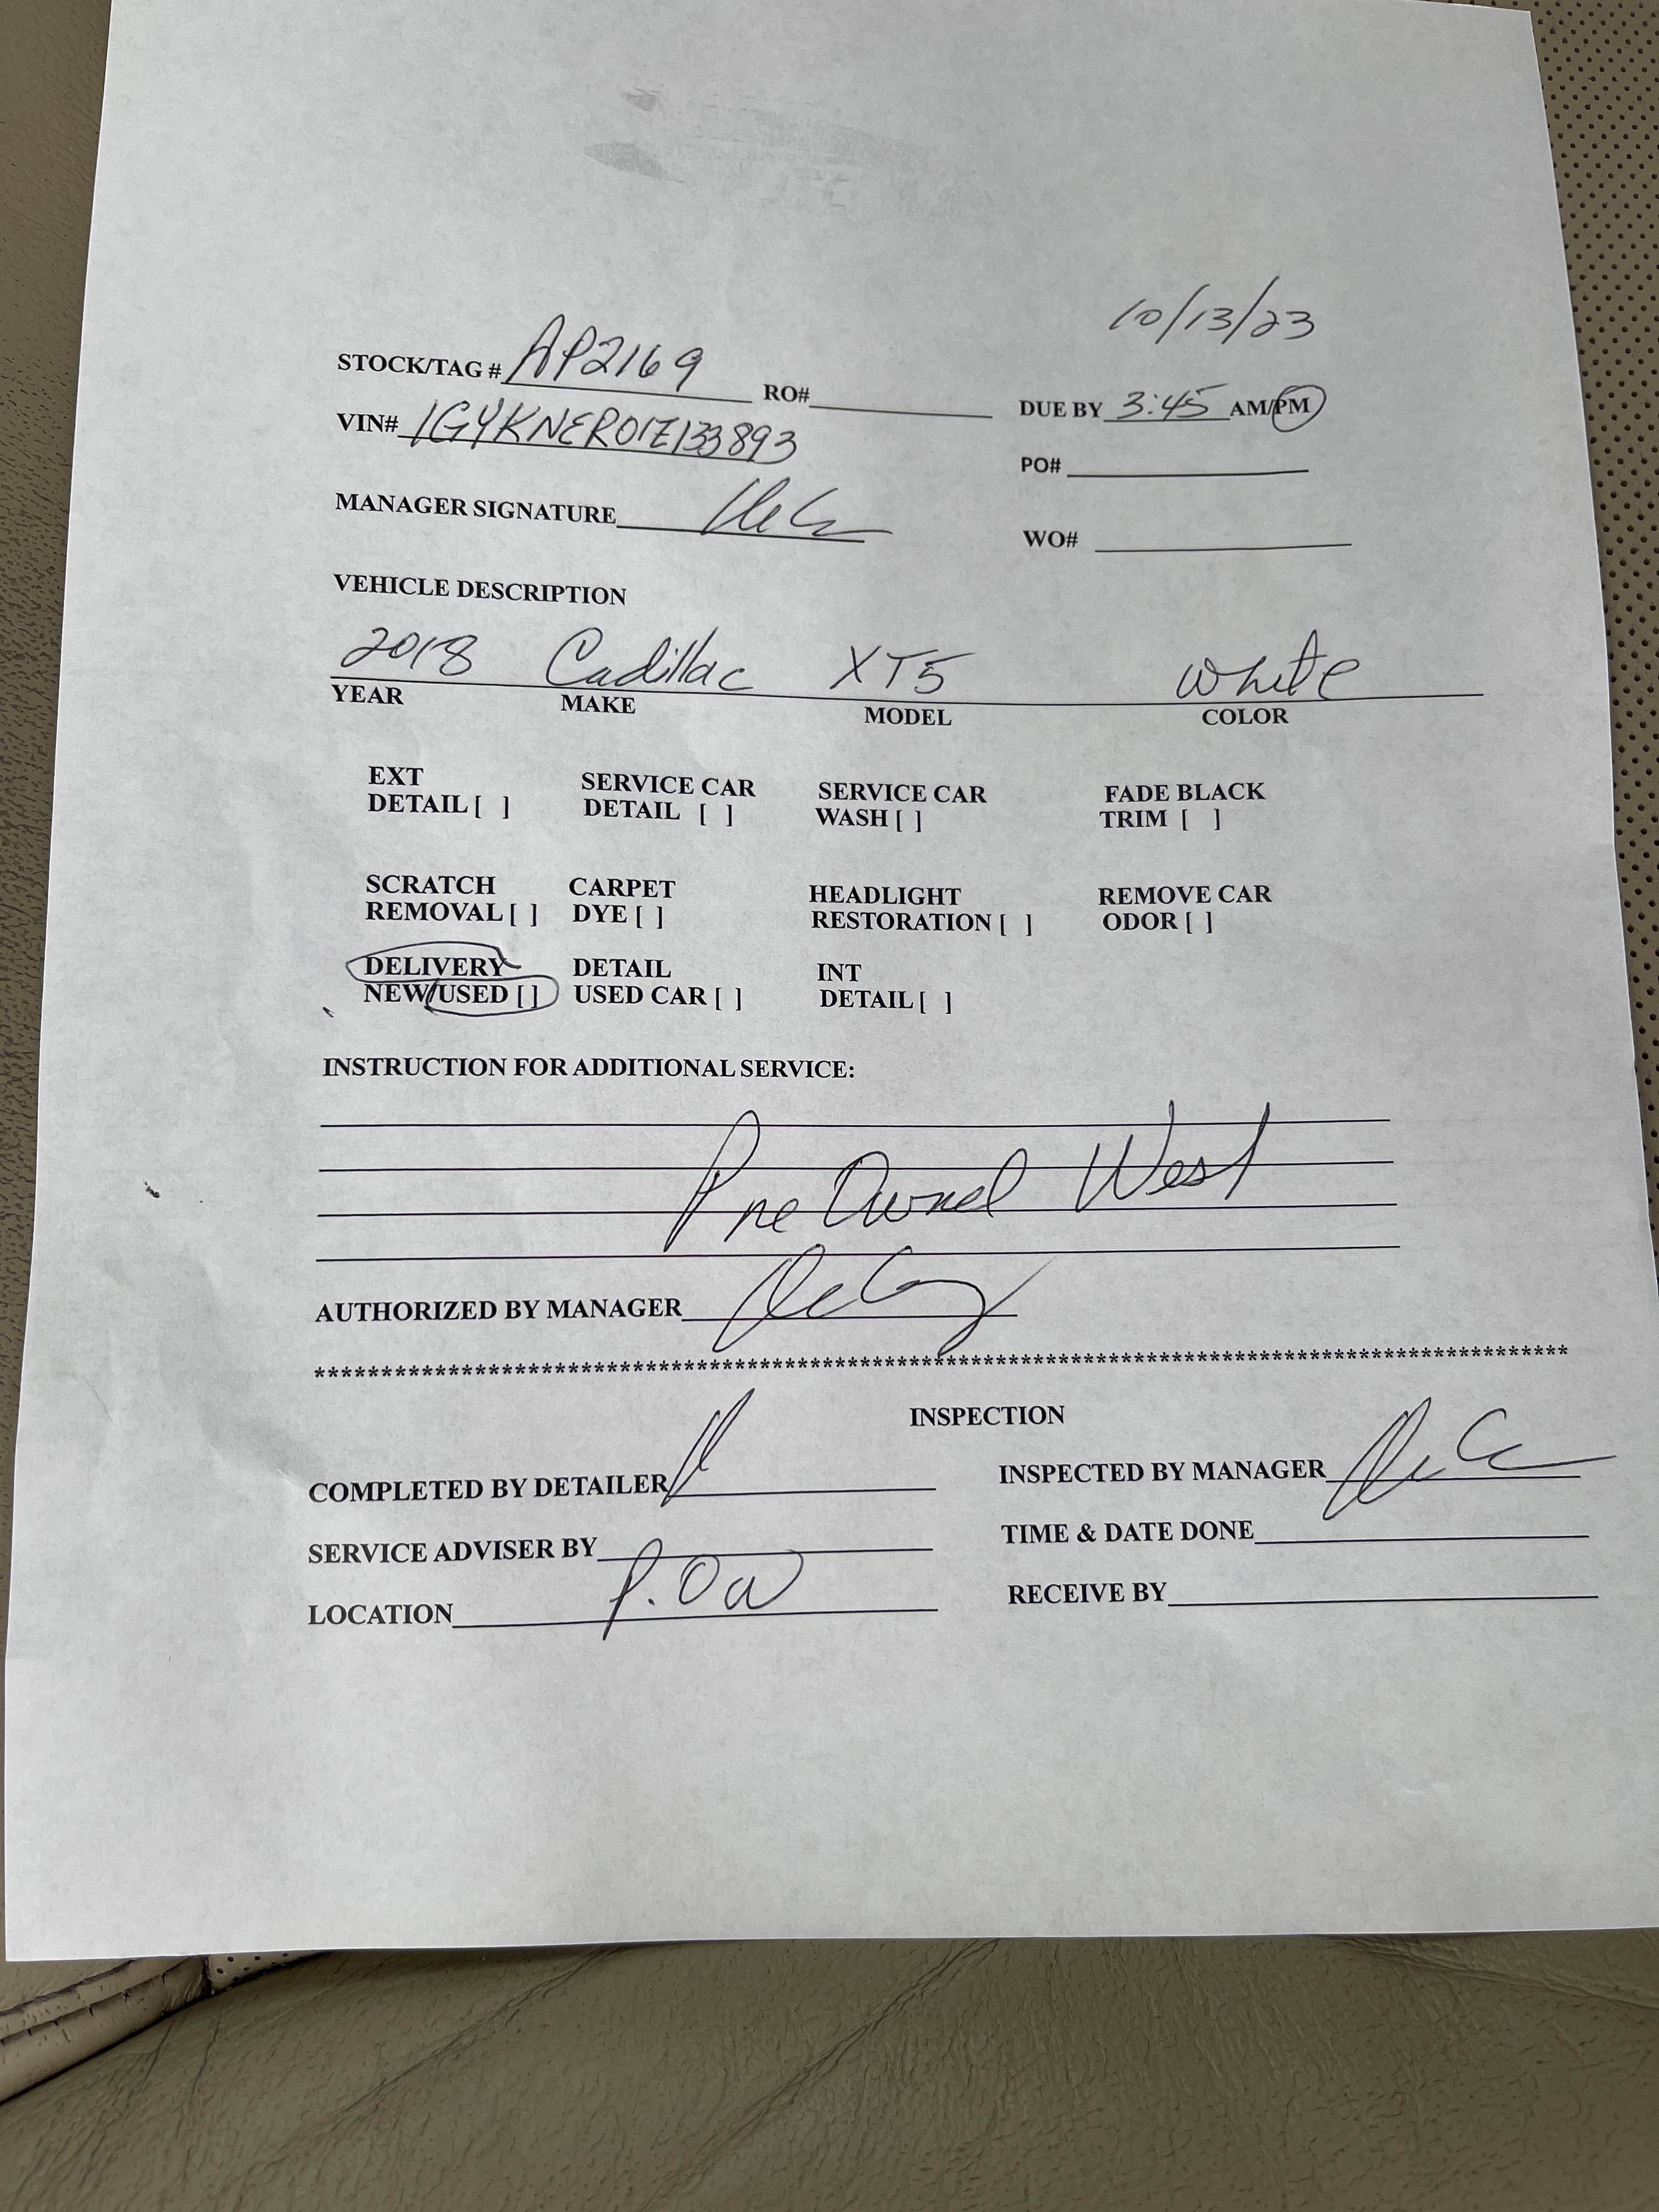 10/13/23
STOCK/TAG # AP2169 RO# DUE BY 3:45 AM/PM
VIN# 1GYKNER01Z133893
PO#
MANAGER SIGNATURE
WO#
VEHICLE DESCRIPTION
2018 Cadillac XT5 white
YEAR MAKE MODEL COLOR
EXT SERVICE CAR SERVICE CAR FADE BLACK
DETAIL [ ] DETAIL [ ] WASH [ ] TRIM [ ]
SCRATCH CARPET HEADLIGHT REMOVE CAR
REMOVAL [ ] DYE [ ] RESTORATION [ ] ODOR [ ]
DELIVERY DETAIL INT
NEW/USED [ ] USED CAR [ ] DETAIL [ ]
INSTRUCTION FOR ADDITIONAL SERVICE:
Pre Owned West
AUTHORIZED BY MANAGER
*********************************************************************************************
INSPECTION
COMPLETED BY DETAILER INSPECTED BY MANAGER
SERVICE ADVISER BY TIME & DATE DONE
LOCATION P.OW RECEIVE BY